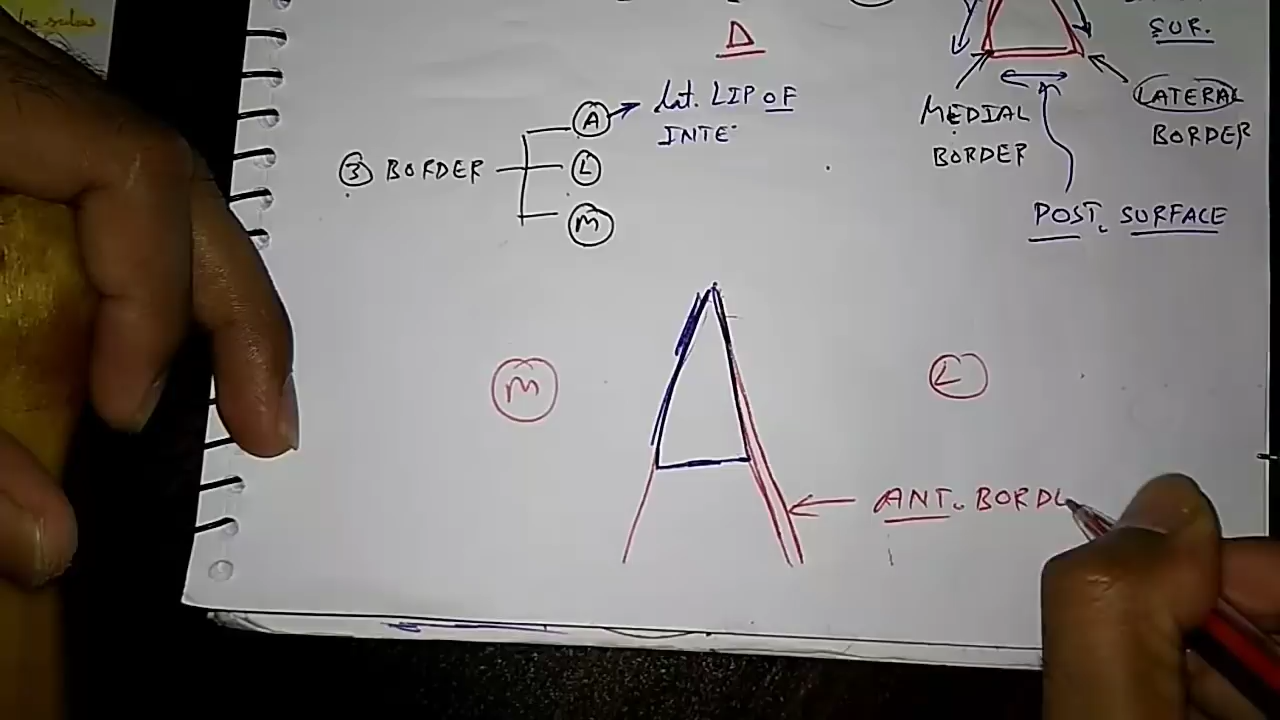 SUR.
lat. LIP OF
INTE
A
LATERAL
BORDER
MEDIAL
BORDER
3 BORDER
L
M
POST. SURFACE
M
L
ANT. BORD